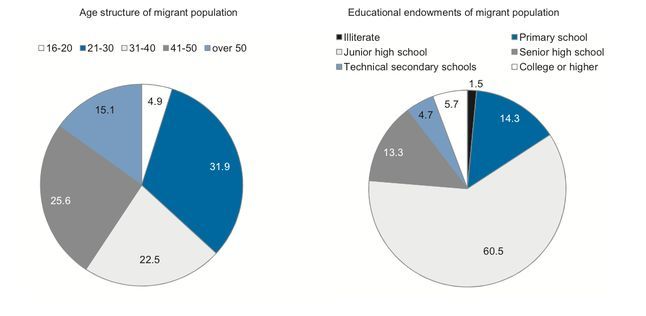 Age structure of migrant population
16-20 21-30 31-40 41-50 over 50
4.9
15.1
31.9
25.6
22.5
Educational endowments of migrant population
Illiterate Primary school
Junior high school Senior high school
Technical secondary schools College or higher
1.5
5.7
4.7
14.3
13.3
60.5